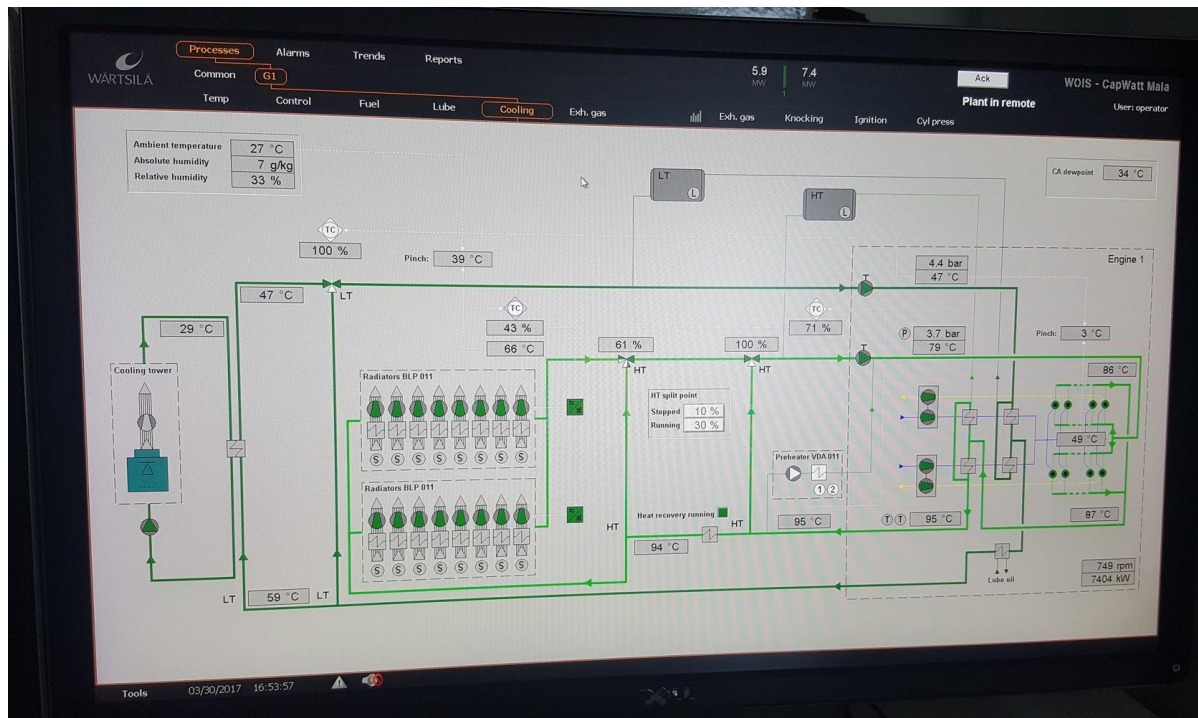 WÄRTSILÄ
Processes Alarms Trends Reports
Common G1
Temp Control Fuel Lube Cooling Exh. gas Exh. gas Knocking Ignition Cyl press
5.9 7.4
MW MW
1
Ack
WOIS - CapWatt Maia
Plant in remote
User: operator
Ambient temperature 27 °C
Absolute humidity 7 g/kg
Relative humidity 33 %
CA dewpoint 34 °C
LT
L
HT
L
TC
100 %
Pinch: 39 °C
Engine 1
4.4 bar
47 °C
47 °C
LT
29 °C
TC
43 %
66 °C
TC
71 %
61 %
HT
100 %
HT
P 3.7 bar
79 °C
Pinch: 3 °C
86 °C
Cooling tower
Radiators BLP 011
S S S S S S S S
HT split point
Stopped 10 %
Running 30 %
49 °C
Preheater VDA 011
1 2
Radiators BLP 011
S S S S S S S S
HT
Heat recovery running
HT
94 °C
95 °C
T T 95 °C
87 °C
Lube oil
749 rpm
7404 kW
LT 59 °C LT
Tools 03/30/2017 16:53:57